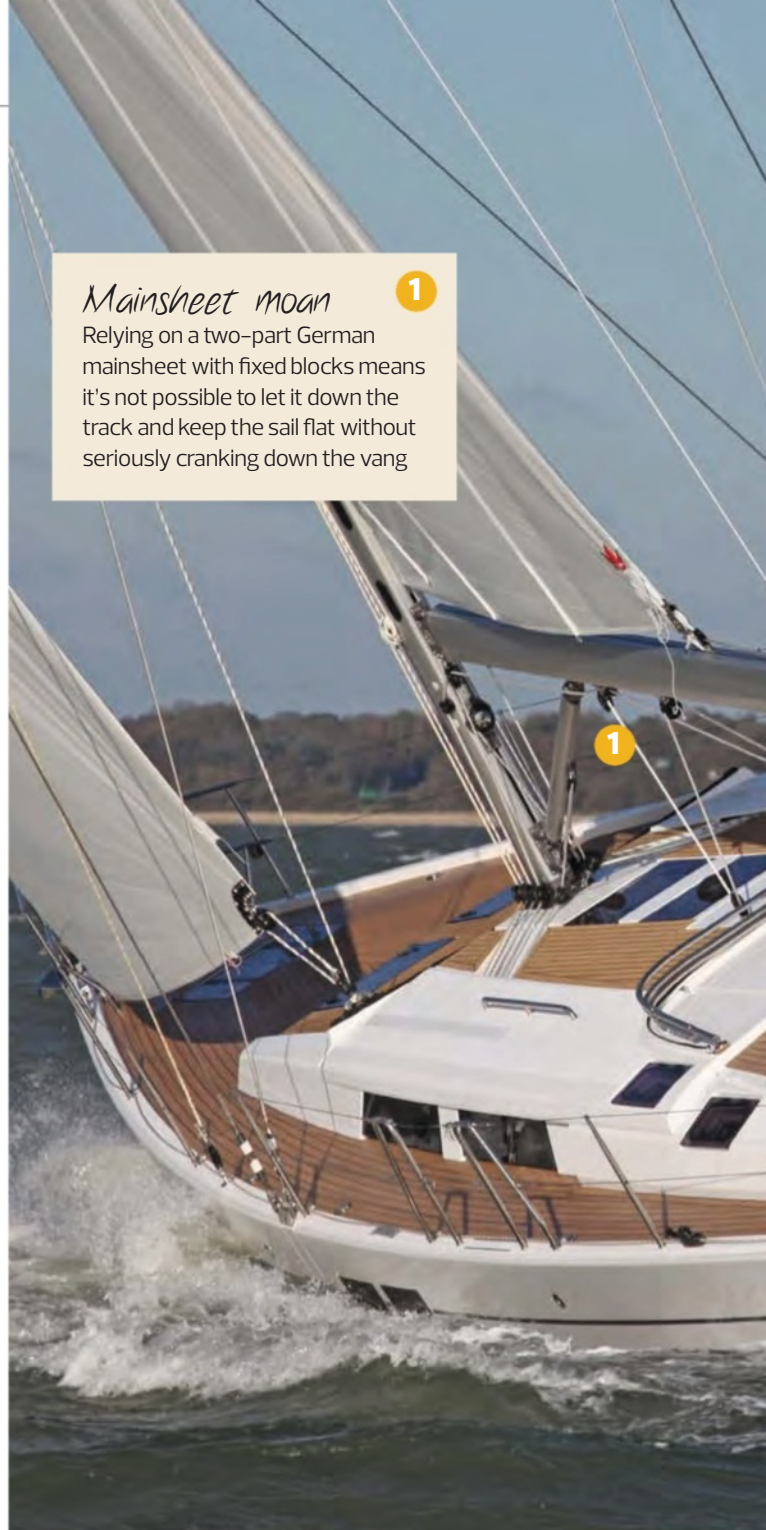 Mainsheet moan 1
Relying on a two-part German
mainsheet with fixed blocks means
it's not possible to let it down the
track and keep the sail flat without
seriously cranking down the vang
1